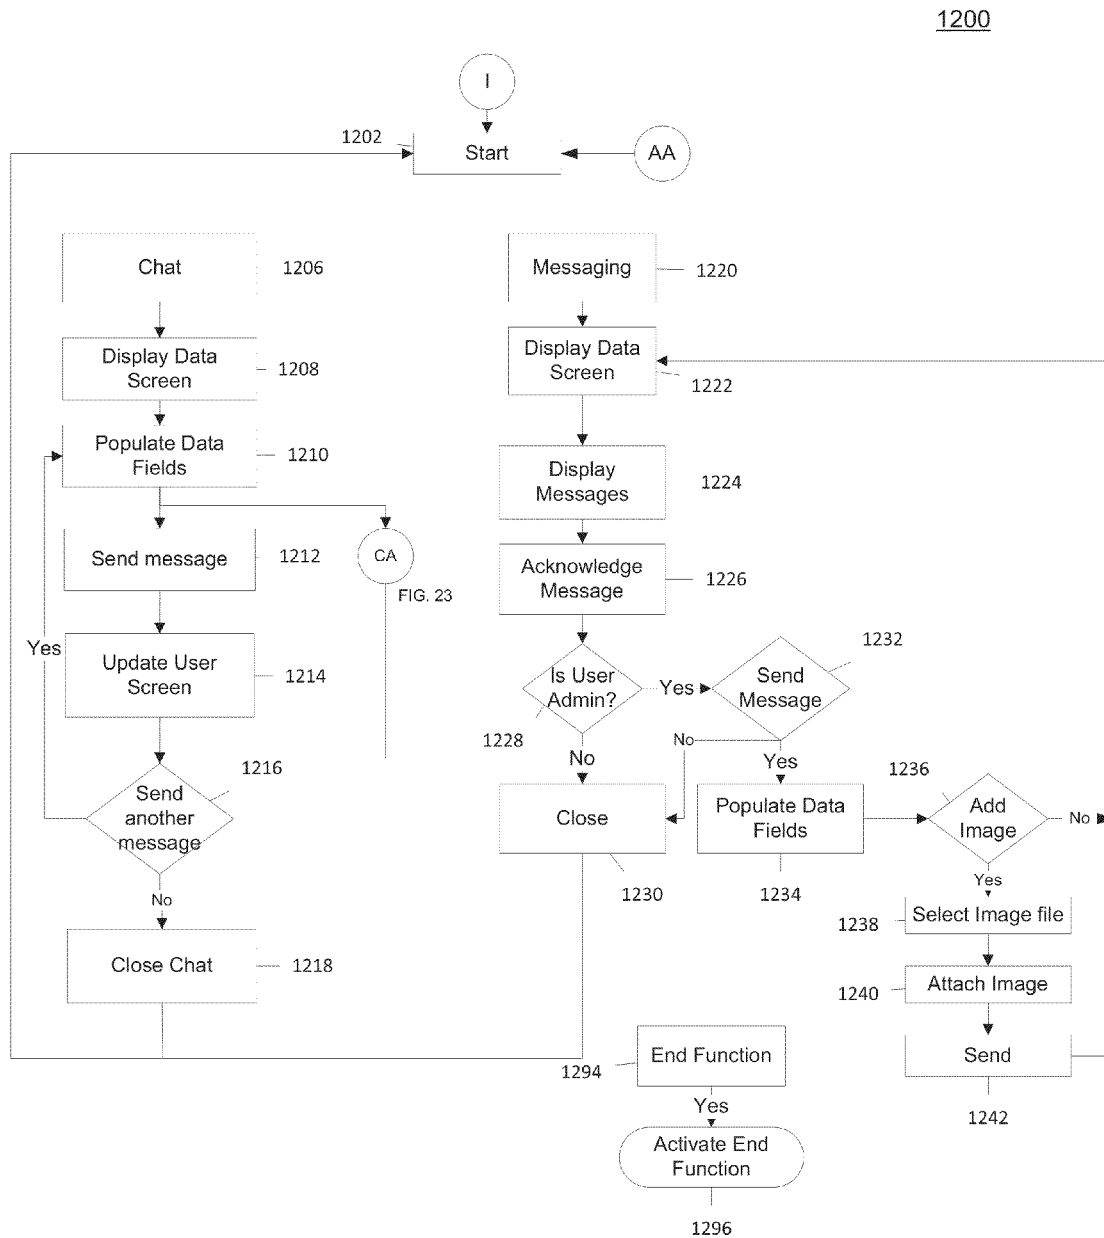 1200
I
1202
Start
AA
Chat
1206
Messaging
1220
Display Data
Screen
1208
Display Data
Screen
1222
Populate Data
Fields
1210
Display
Messages
1224
Send message
1212
CA
FIG. 23
Acknowledge
Message
1226
Yes
Update User
Screen
1214
Is User
Admin?
1228
Yes
Send
Message
1232
No
No
Yes
1216
Send
another
message
Close
1230
Populate Data
Fields
1234
1236
Add
Image
No
Yes
No
1238
Select Image file
Close Chat
1218
1240
Attach Image
Send
1242
1294
End Function
Yes
Activate End
Function
1296